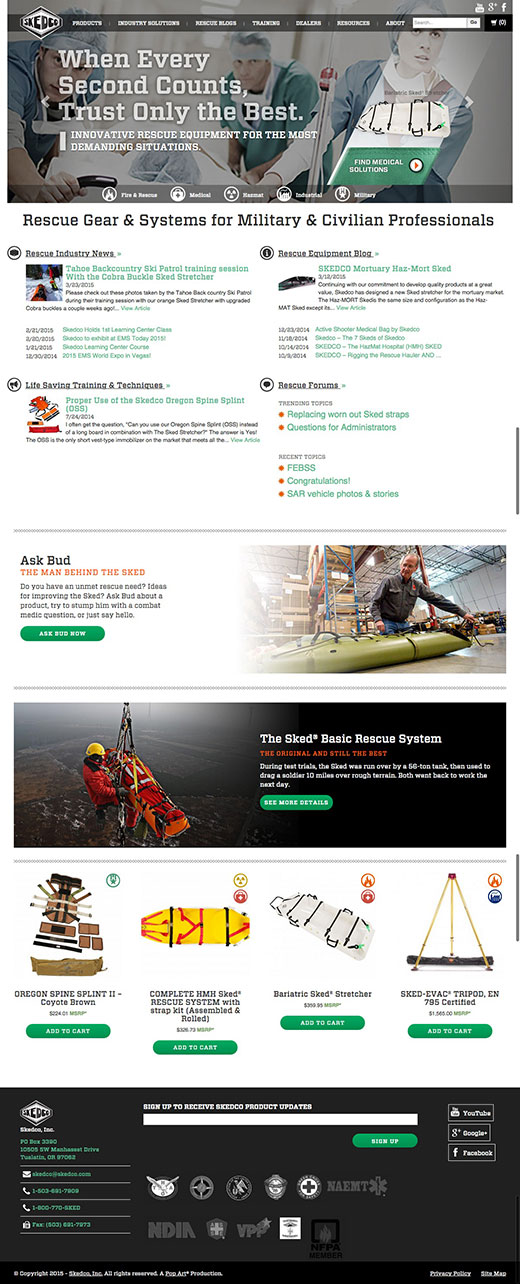 SKEDCO
PRODUCTS | INDUSTRY SOLUTIONS | RESCUE BLOGS | TRAINING | DEALERS | RESOURCES | ABOUT
Search... Go (0)
When Every
Second Counts,
Trust Only the Best.
INNOVATIVE RESCUE EQUIPMENT FOR THE MOST
DEMANDING SITUATIONS.
Bariatric Sked® Stretcher
FIND MEDICAL
SOLUTIONS
Fire & Rescue Medical Hazmat Industrial Military
Rescue Gear & Systems for Military & Civilian Professionals
Rescue Industry News »
Tahoe Backcountry Ski Patrol training session
With the Cobra Buckle Sked Stretcher
3/23/2015
Please check out these photos taken by the Tahoe Back country Ski Patrol
during their training session with our orange Sked Stretcher with upgraded
Cobra buckles a couple weeks ago!... View Article
2/21/2015 Skedco Holds 1st Learning Center Class
2/20/2015 Skedco to exhibit at EMS Today 2015!
1/21/2015 Skedco Learning Center Course
12/30/2014 2015 EMS World Expo in Vegas!
Rescue Equipment Blog »
SKEDCO Mortuary Haz-Mort Sked
3/12/2015
Continuing with our commitment to develop quality products at a great
value, Skedco has designed a new Sked stretcher for the mortuary market.
The Haz-MORT Skedis the same size and configuration as the Haz-
MAT Sked except its... View Article
12/23/2014 Active Shooter Medical Bag by Skedco
11/18/2014 Skedco – The 7 Skeds of Skedco
10/14/2014 SKEDCO – The HazMat Hospital (HMH) SKED
10/9/2014 SKEDCO – Rigging the Rescue Hauler AND ...
Life Saving Training & Techniques »
Proper Use of the Skedco Oregon Spine Splint
(OSS)
7/24/2014
I often get the question, "Can you use our Oregon Spine Splint (OSS) instead
of a long board in combination with The Sked Stretcher?" The answer is Yes!
The OSS is the only short vest-type immobilizer on the market that meets all the... View Article
Rescue Forums »
TRENDING TOPICS
Replacing worn out Sked straps
Questions for Administrators
RECENT TOPICS
FEBSS
Congratulations!
SAR vehicle photos & stories
Ask Bud
THE MAN BEHIND THE SKED
Do you have an unmet rescue need? Ideas
for improving the Sked? Ask Bud about a
product, try to stump him with a combat
medic question, or just say hello.
ASK BUD NOW
The Sked® Basic Rescue System
THE ORIGINAL AND STILL THE BEST
During test trials, the Sked was run over by a 56-ton tank, then used to
drag a soldier 10 miles over rough terrain. Both went back to work the
next day.
SEE MORE DETAILS
OREGON SPINE SPLINT II –
Coyote Brown
$224.01 MSRP*
ADD TO CART
COMPLETE HMH Sked®
RESCUE SYSTEM with
strap kit (Assembled &
Rolled)
$326.73 MSRP*
ADD TO CART
Bariatric Sked® Stretcher
$359.95 MSRP*
ADD TO CART
SKED-EVAC® TRIPOD, EN
795 Certified
$1,565.00 MSRP*
ADD TO CART
SKEDCO
Skedco, Inc.
PO Box 3390
10505 SW Manhasset Drive
Tualatin, OR 97062
skedco@skedco.com
1-503-691-7909
1-800-770-SKED
Fax: (503) 691-7973
SIGN UP TO RECEIVE SKEDCO PRODUCT UPDATES
SIGN UP
NAEMT
NDIA VPP
NFPA
MEMBER
YouTube
Google+
Facebook
© Copyright 2015 - Skedco, Inc. All rights reserved. A Pop Art® Production.
Privacy Policy Site Map